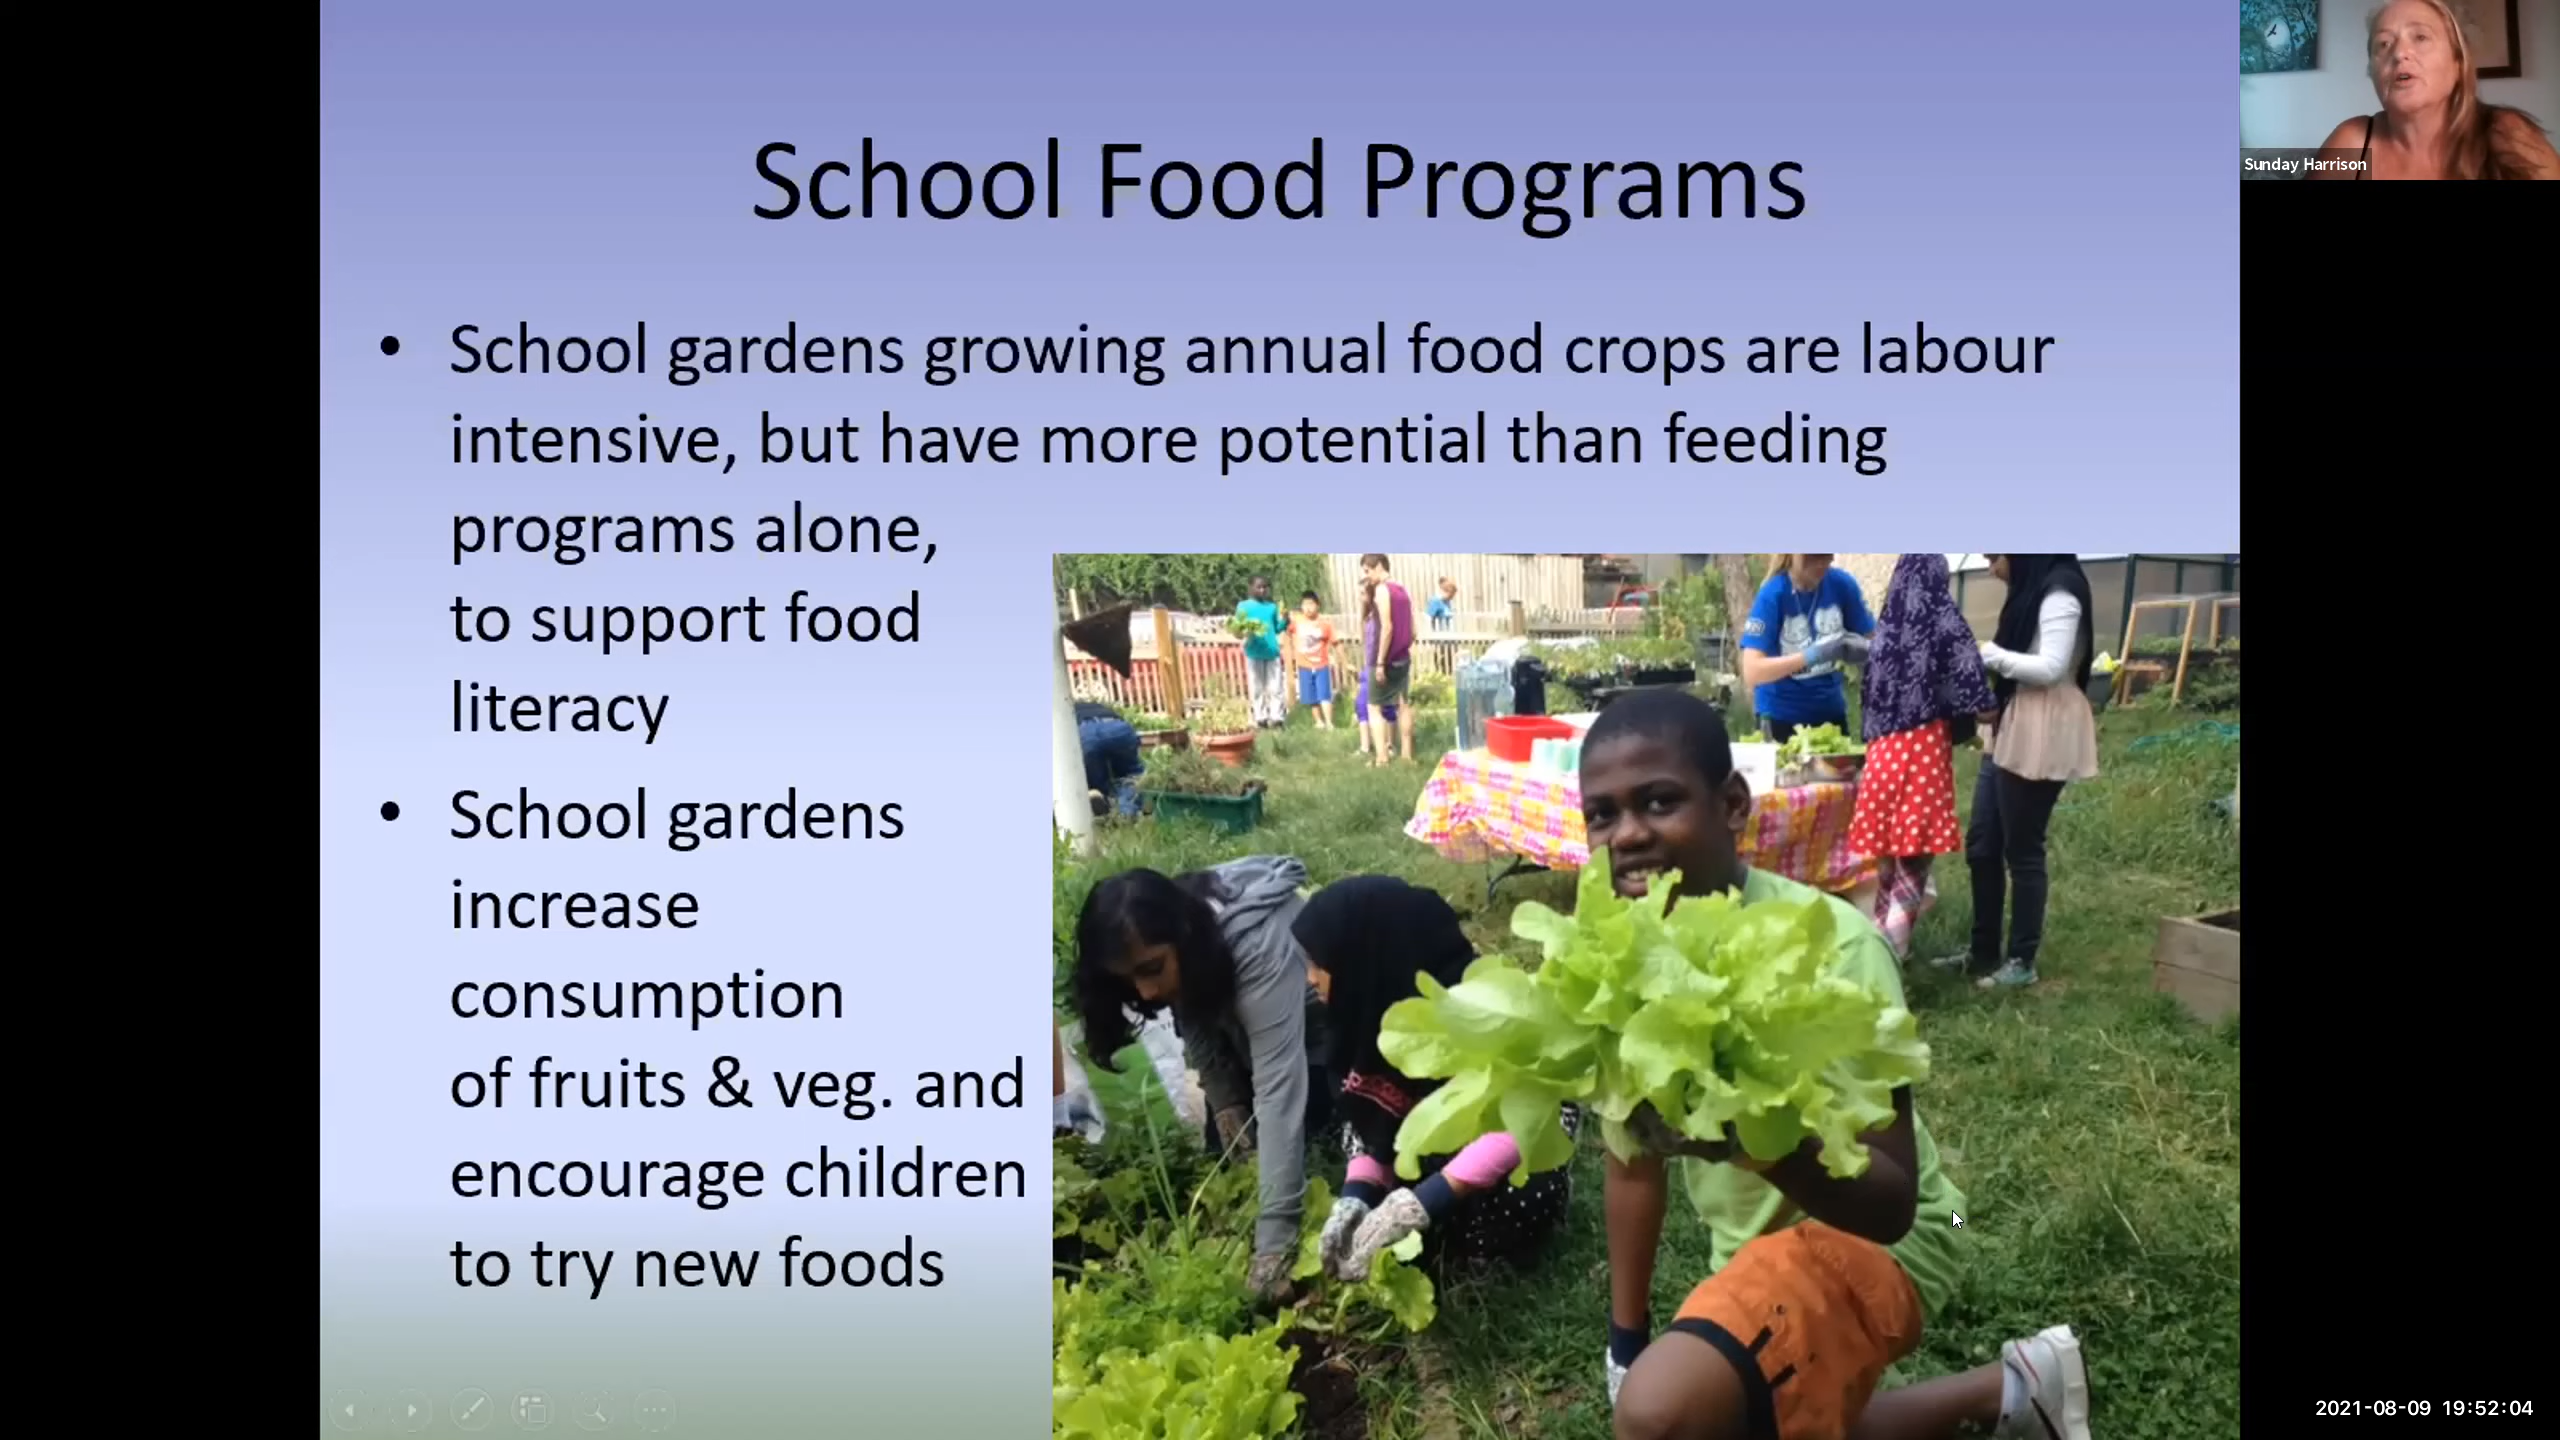 School Food Programs
• School gardens growing annual food crops are labour
intensive, but have more potential than feeding
programs alone,
to support food
literacy
• School gardens
increase
consumption
of fruits & veg. and
encourage children
to try new foods
Sunday Harrison
2021-08-09 19:52:04